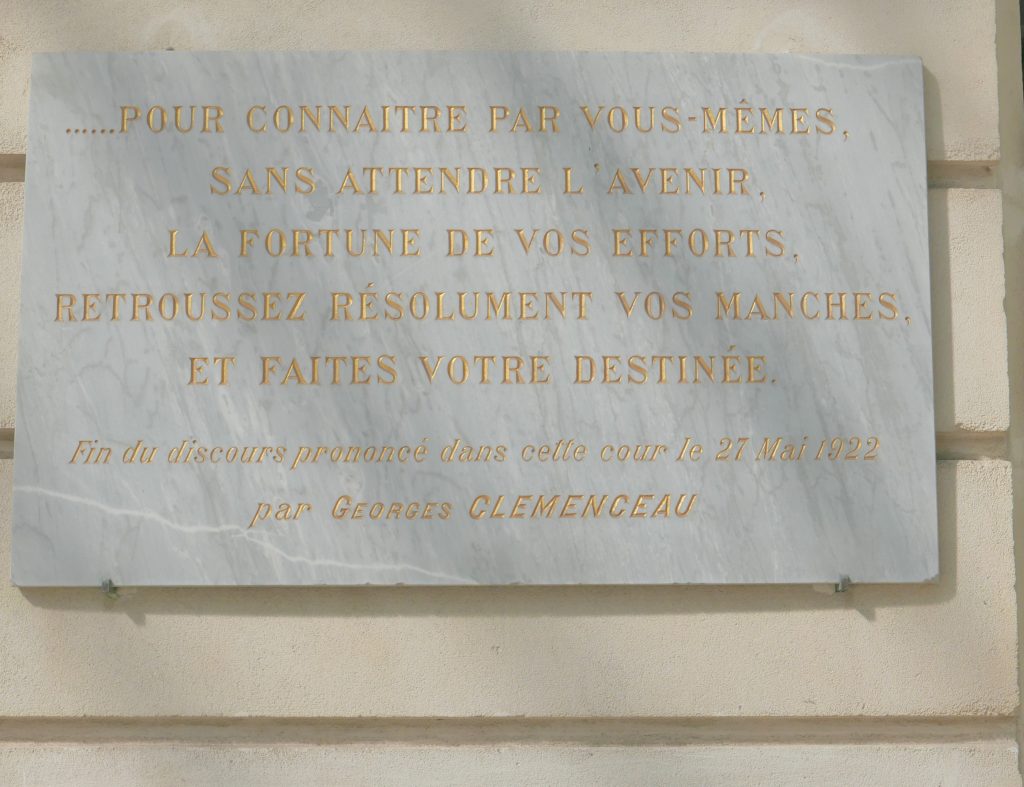 ......POUR CONNAITRE PAR VOUS-MÊMES,
SANS ATTENDRE L'AVENIR,
LA FORTUNE DE VOS EFFORTS,
RETROUSSEZ RÉSOLUMENT VOS MANCHES,
ET FAITES VOTRE DESTINÉE.
Fin du discours prononcé dans cette cour le 27 Mai 1922
par GEORGES CLEMENCEAU